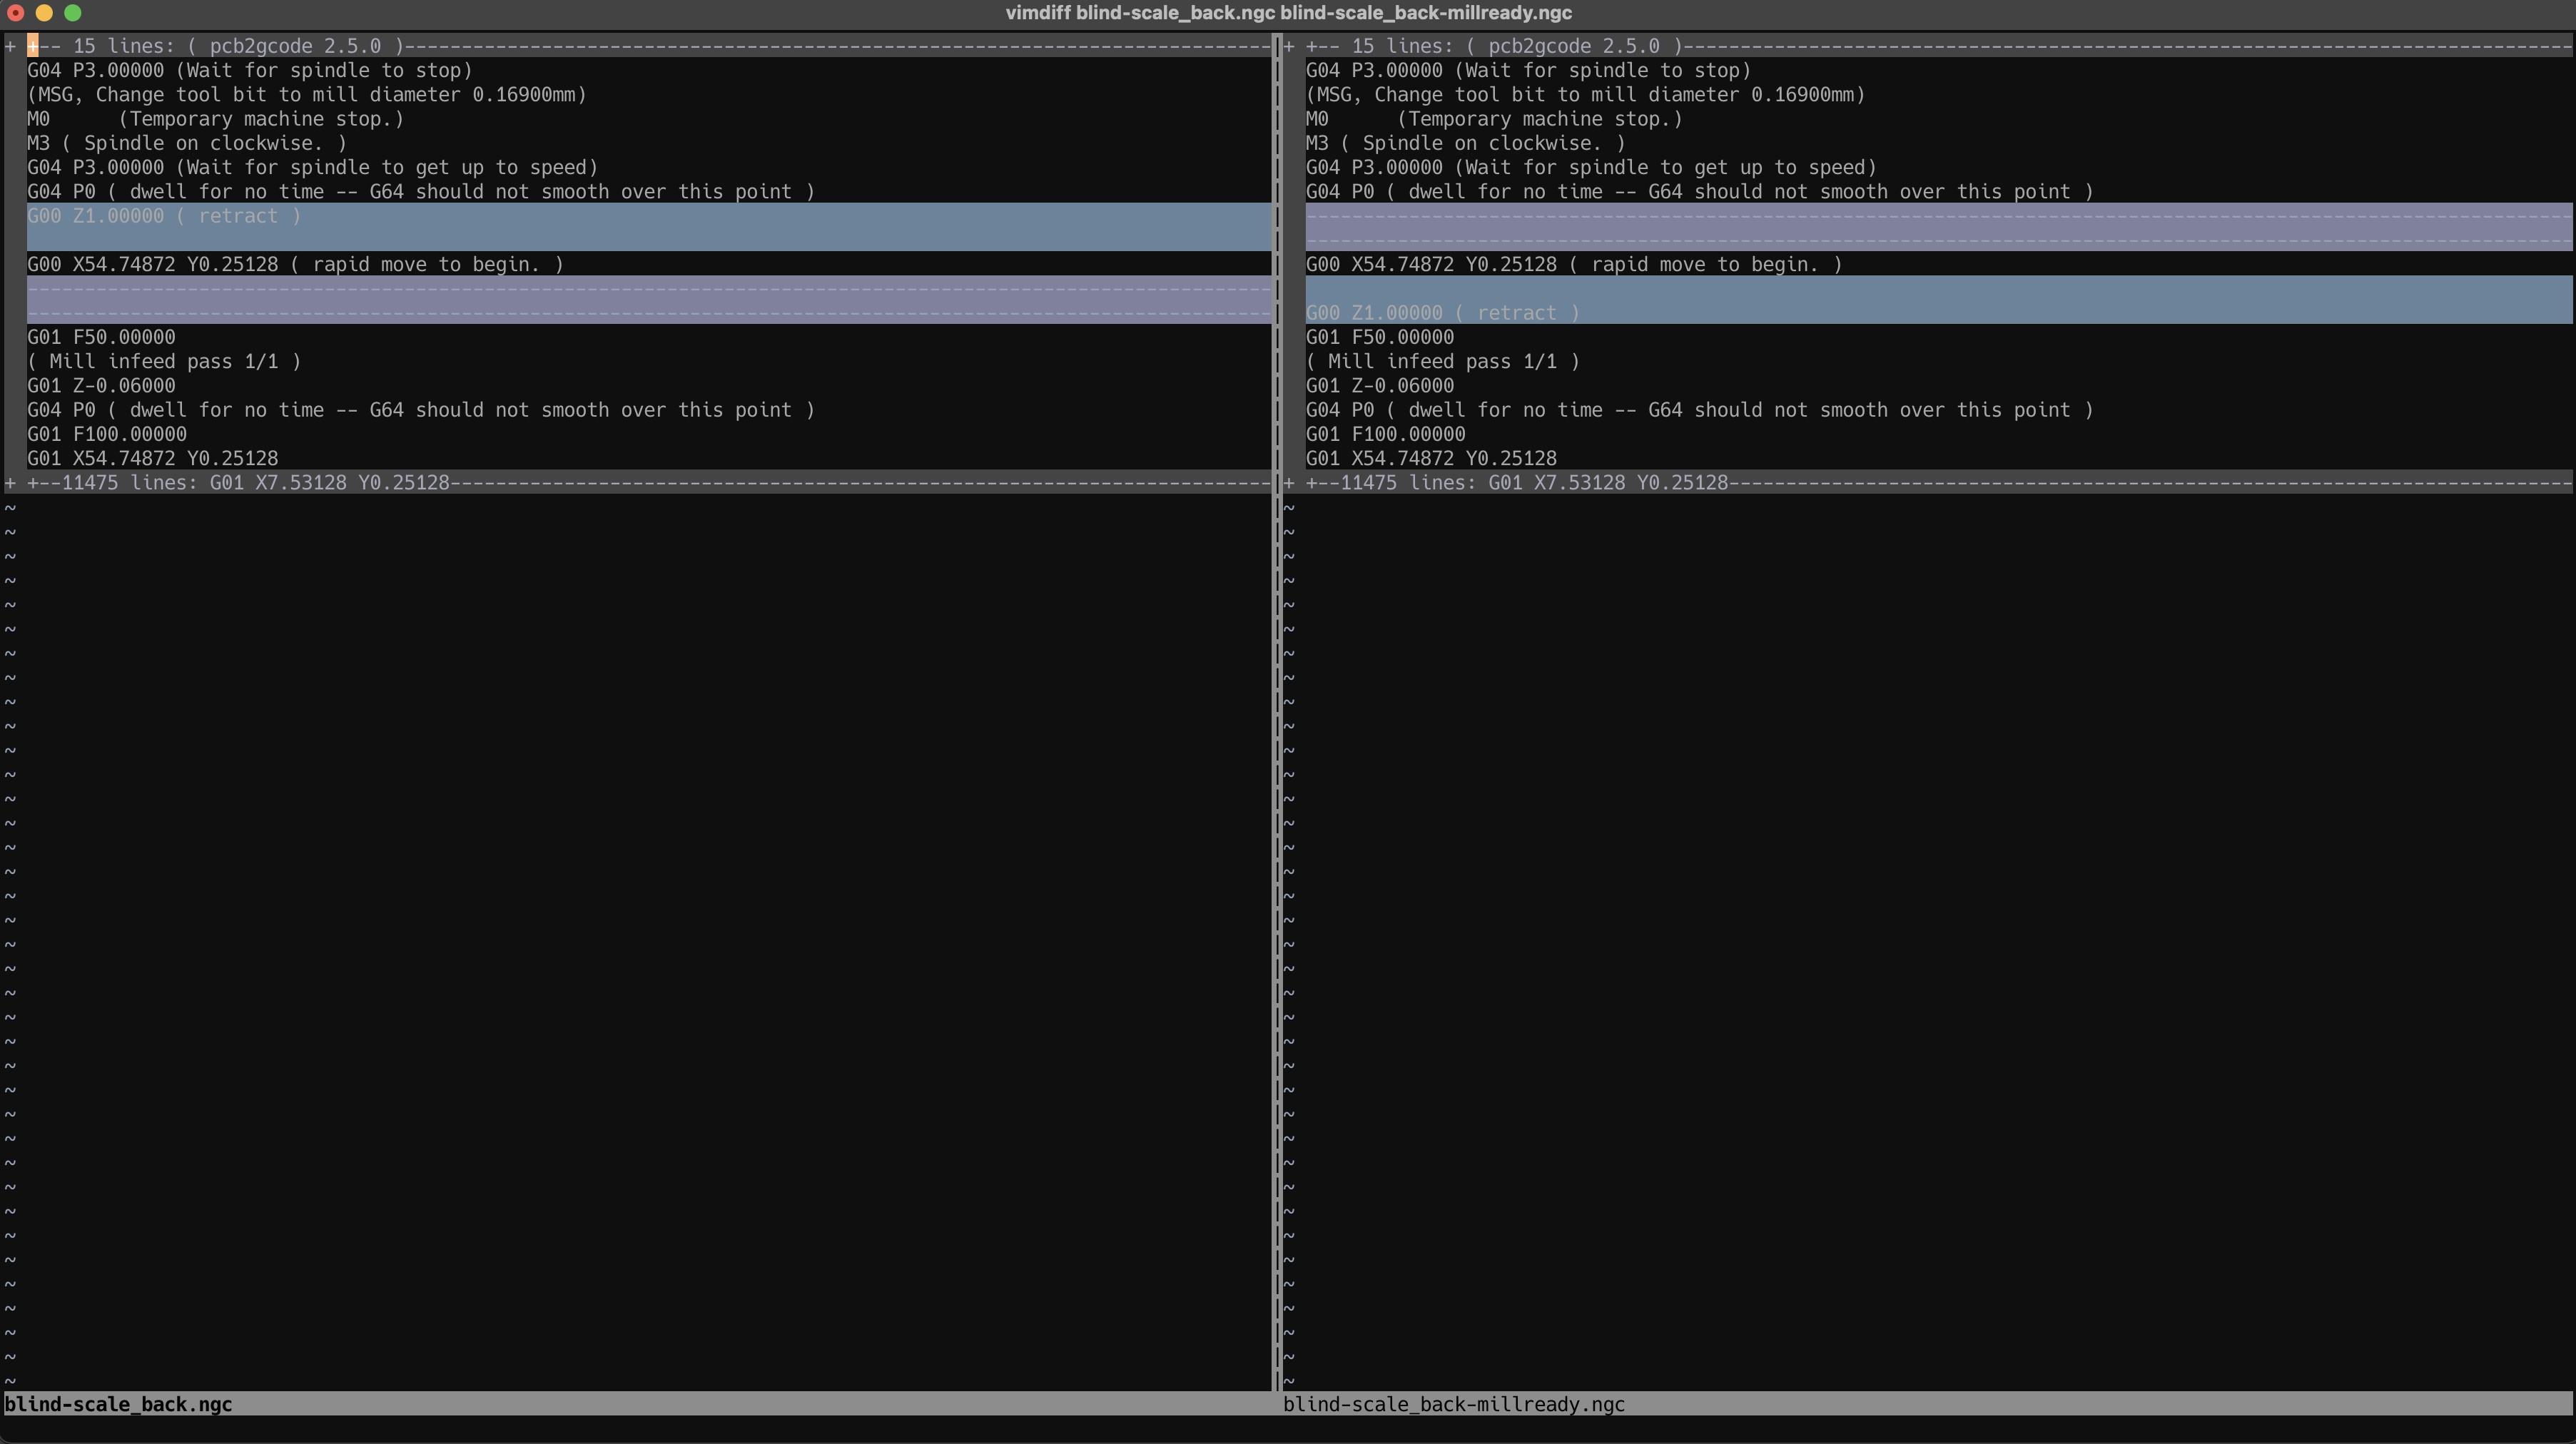 vimdiff blind-scale_back.ngc blind-scale_back-millready.ngc
+ +-- 15 lines: ( pcb2gcode 2.5.0 )--------
G04 P3.00000 (Wait for spindle to stop)
(MSG, Change tool bit to mill diameter 0.16900mm)
M0      (Temporary machine stop.)
M3 ( Spindle on clockwise. )
G04 P3.00000 (Wait for spindle to get up to speed)
G04 P0 ( dwell for no time -- G64 should not smooth over this point )
G00 Z1.00000 ( retract )
G00 X54.74872 Y0.25128 ( rapid move to begin. )
G01 F50.00000
( Mill infeed pass 1/1 )
G01 Z-0.06000
G04 P0 ( dwell for no time -- G64 should not smooth over this point )
G01 F100.00000
G01 X54.74872 Y0.25128
+ +--11475 lines: G01 X7.53128 Y0.25128--------
blind-scale_back.ngc
+ +-- 15 lines: ( pcb2gcode 2.5.0 )--------
G04 P3.00000 (Wait for spindle to stop)
(MSG, Change tool bit to mill diameter 0.16900mm)
M0      (Temporary machine stop.)
M3 ( Spindle on clockwise. )
G04 P3.00000 (Wait for spindle to get up to speed)
G04 P0 ( dwell for no time -- G64 should not smooth over this point )
G00 X54.74872 Y0.25128 ( rapid move to begin. )
G00 Z1.00000 ( retract )
G01 F50.00000
( Mill infeed pass 1/1 )
G01 Z-0.06000
G04 P0 ( dwell for no time -- G64 should not smooth over this point )
G01 F100.00000
G01 X54.74872 Y0.25128
+ +--11475 lines: G01 X7.53128 Y0.25128--------
blind-scale_back-millready.ngc